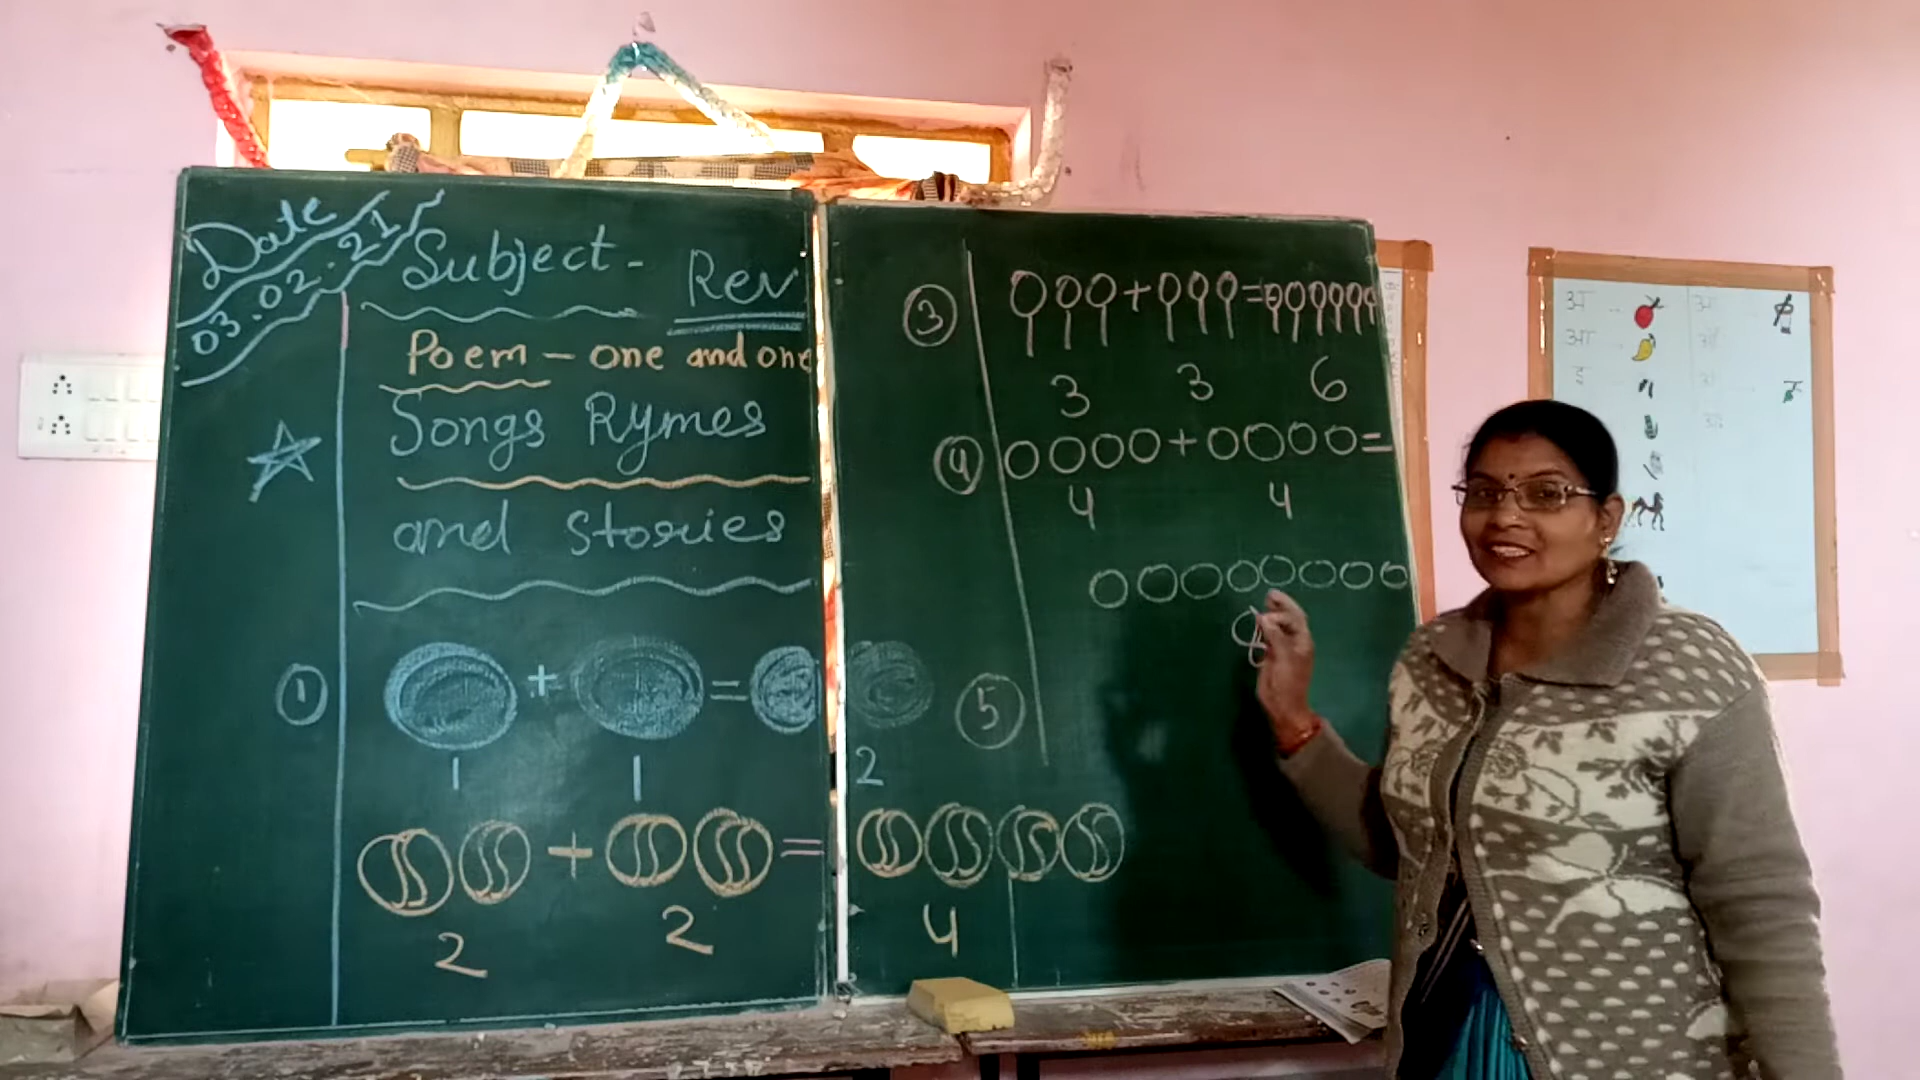 Date
03.02.21
Subject - Rev
Poem - one and one
Songs Rymes
and stories
1 + =
1 1 2
+ =
2 2 4
3 + =
3 3 6
4 + =
4 4
8
5
अ
आ
इ